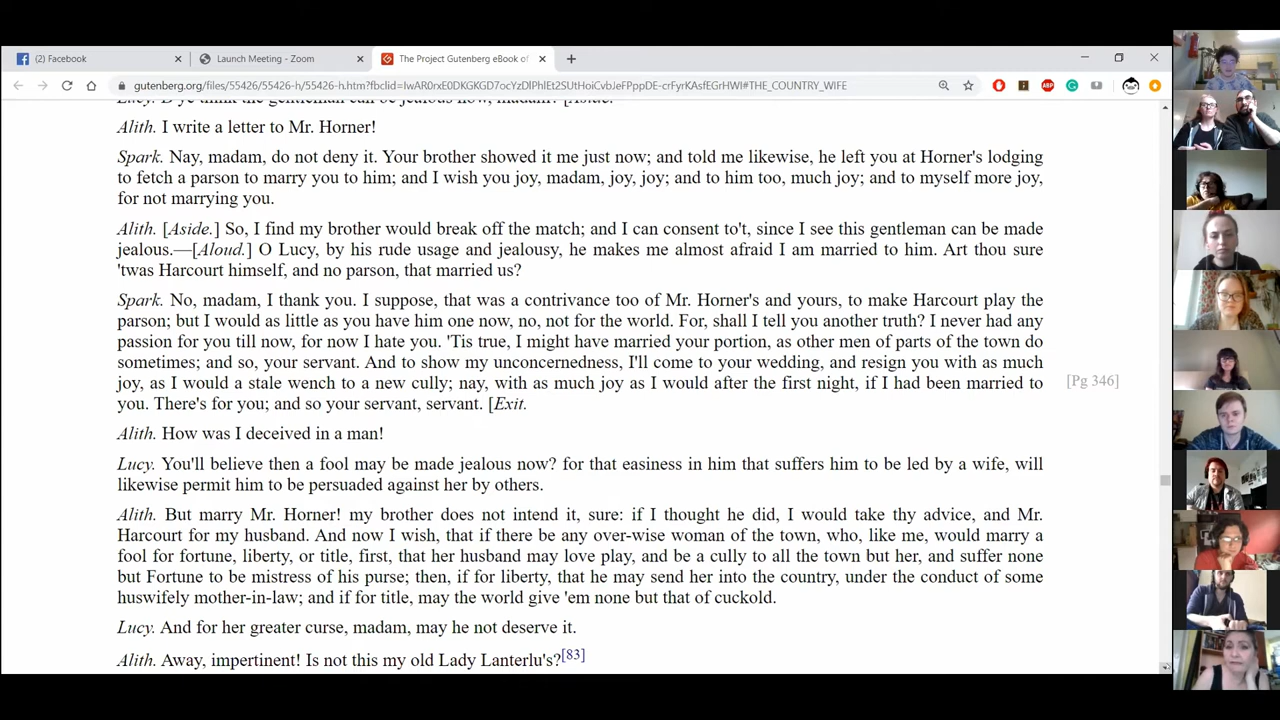 (2) Facebook
Launch Meeting - Zoom
The Project Gutenberg eBook of
gutenberg.org/files/55426/55426-h/55426-h.htm?fbclid=IwAR0rxE0DKGKGD7ocYzDIPhlEt2SUtHoiCvbJeFPppDE-crFyrKAsfEGrHWI#THE_COUNTRY_WIFE
ABP
Lucy. D'ye think the gentleman can be jealous now, madam? [Aside.
Alith. I write a letter to Mr. Horner!
Spark. Nay, madam, do not deny it. Your brother showed it me just now; and told me likewise, he left you at Horner's lodging
to fetch a parson to marry you to him; and I wish you joy, madam, joy, joy; and to him too, much joy; and to myself more joy,
for not marrying you.
Alith. [Aside.] So, I find my brother would break off the match; and I can consent to't, since I see this gentleman can be made
jealous.—[Aloud.] O Lucy, by his rude usage and jealousy, he makes me almost afraid I am married to him. Art thou sure
'twas Harcourt himself, and no parson, that married us?
Spark. No, madam, I thank you. I suppose, that was a contrivance too of Mr. Horner's and yours, to make Harcourt play the
parson; but I would as little as you have him one now, no, not for the world. For, shall I tell you another truth? I never had any
passion for you till now, for now I hate you. 'Tis true, I might have married your portion, as other men of parts of the town do
sometimes; and so, your servant. And to show my unconcernedness, I'll come to your wedding, and resign you with as much
joy, as I would a stale wench to a new cully; nay, with as much joy as I would after the first night, if I had been married to
[Pg 346]
you. There's for you; and so your servant, servant. [Exit.
Alith. How was I deceived in a man!
Lucy. You'll believe then a fool may be made jealous now? for that easiness in him that suffers him to be led by a wife, will
likewise permit him to be persuaded against her by others.
Alith. But marry Mr. Horner! my brother does not intend it, sure: if I thought he did, I would take thy advice, and Mr.
Harcourt for my husband. And now I wish, that if there be any over-wise woman of the town, who, like me, would marry a
fool for fortune, liberty, or title, first, that her husband may love play, and be a cully to all the town but her, and suffer none
but Fortune to be mistress of his purse; then, if for liberty, that he may send her into the country, under the conduct of some
huswifely mother-in-law; and if for title, may the world give 'em none but that of cuckold.
Lucy. And for her greater curse, madam, may he not deserve it.
Alith. Away, impertinent! Is not this my old Lady Lanterlu's?[83]